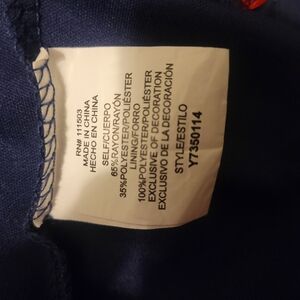 RN# 111503
MADE IN CHINA
HECHO EN CHINA
SELF/CUERPO
65%RAYON/RAYÓN
35%POLYESTER/POLIÉSTER
LINING/FORRO
100%POLYESTER/POLIÉSTER
EXCLUSIVE OF DECORATION
EXCLUSIVO DE LA DECORACIÓN
STYLE/ESTILO
Y7350114